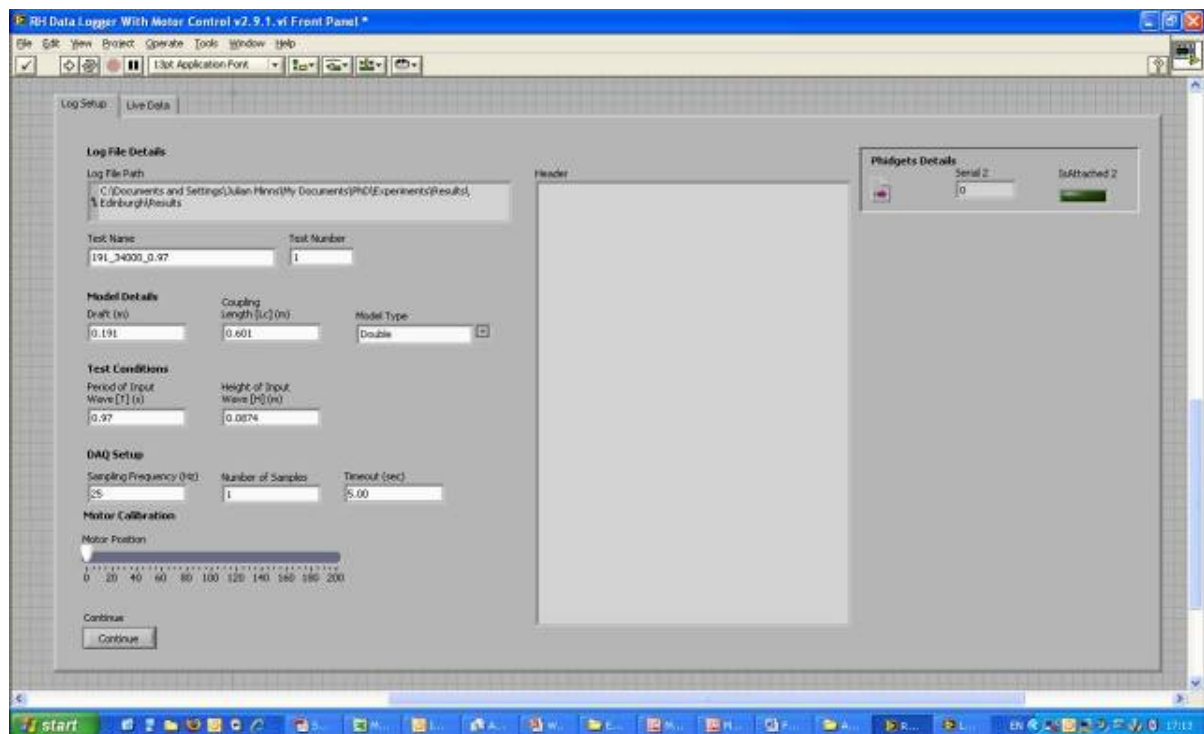 RH Data Logger With Motor Control v2.9.1.vi Front Panel *
File Edit View Project Operate Tools Window Help
13pt Application Font
Log Setup Live Data
Log File Details
Log File Path
C:\Documents and Settings\Julian Minns\My Documents\PhD\Experiments\Results\
Edinburgh\Results
Test Name Test Number
191_34000_0.97 1
Model Details
Draft (m) Coupling Length [Lc] (m) Model Type
0.191 0.601 Double
Test Conditions
Period of Input Wave [T] (s) Height of Input Wave [H] (m)
0.97 0.0874
DAQ Setup
Sampling Frequency (Hz) Number of Samples Timeout (sec)
25 1 5.00
Motor Calibration
Motor Position
0 20 40 60 80 100 120 140 160 180 200
Continue
Continue
Header
Phidgets Details
Serial 2 IsAttached 2
0
start S... M... I... A... W... E... M... M... F... A... R... L... EN 17:13